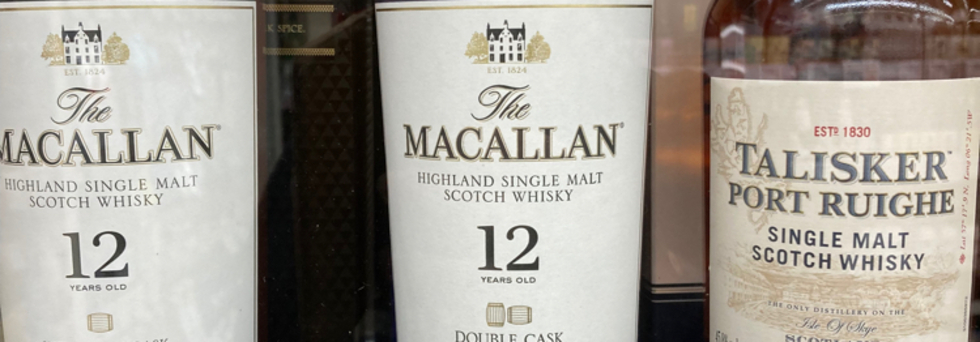 EST. 1824
The
MACALLAN
HIGHLAND SINGLE MALT
SCOTCH WHISKY
12
YEARS OLD
SPICE.
EST. 1824
The
MACALLAN
HIGHLAND SINGLE MALT
SCOTCH WHISKY
12
YEARS OLD
DOUBLE CASK
ESTD 1830
TALISKER
PORT RUIGHE
SINGLE MALT
SCOTCH WHISKY
THE ONLY DISTILLERY ON THE
Isle Of Skye